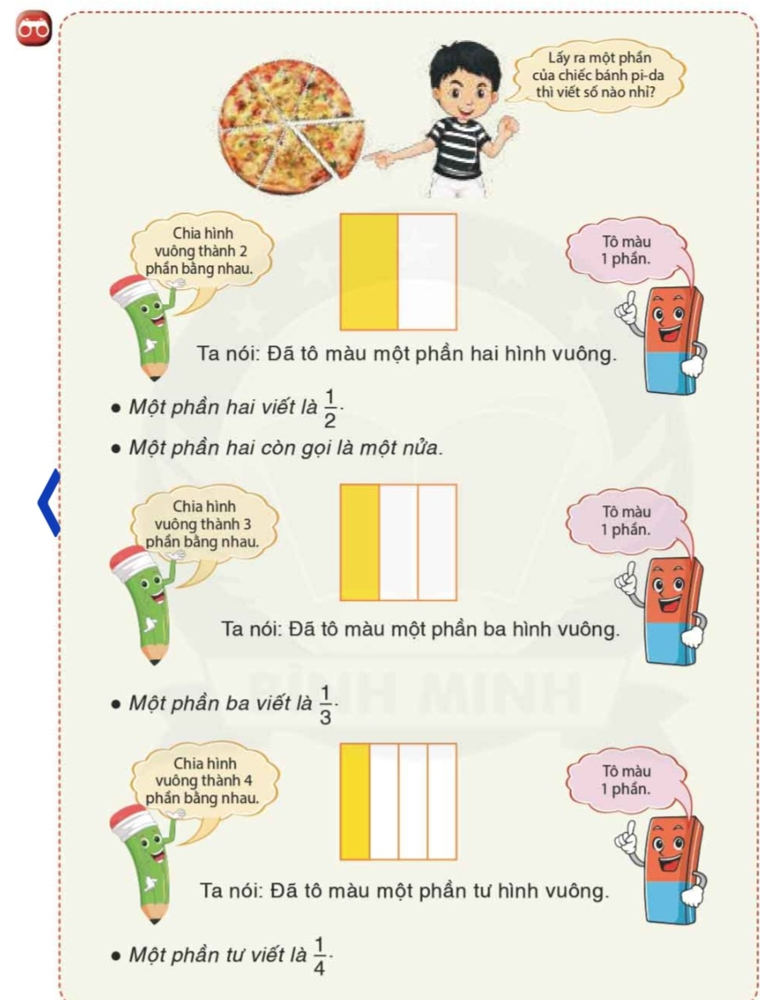 Lấy ra một phần
của chiếc bánh pi-da
thì viết số nào nhỉ?
Chia hình
vuông thành 2
phần bằng nhau.
Tô màu
1 phần.
Ta nói: Đã tô màu một phần hai hình vuông.
• Một phần hai viết là 1/2.
• Một phần hai còn gọi là một nửa.
Chia hình
vuông thành 3
phần bằng nhau.
Tô màu
1 phần.
Ta nói: Đã tô màu một phần ba hình vuông.
BÌNH MINH
• Một phần ba viết là 1/3.
Chia hình
vuông thành 4
phần bằng nhau.
Tô màu
1 phần.
Ta nói: Đã tô màu một phần tư hình vuông.
• Một phần tư viết là 1/4.